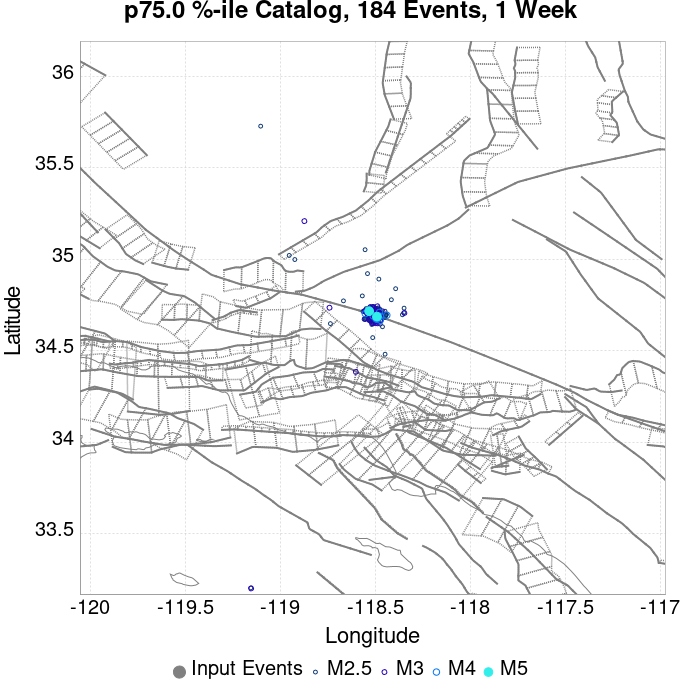 p75.0 %-ile Catalog, 184 Events, 1 Week
36
35.5
35
34.5
34
33.5
Latitude
-120 -119.5 -119 -118.5 -118 -117.5 -117
Longitude
Input Events M2.5 M3 M4 M5